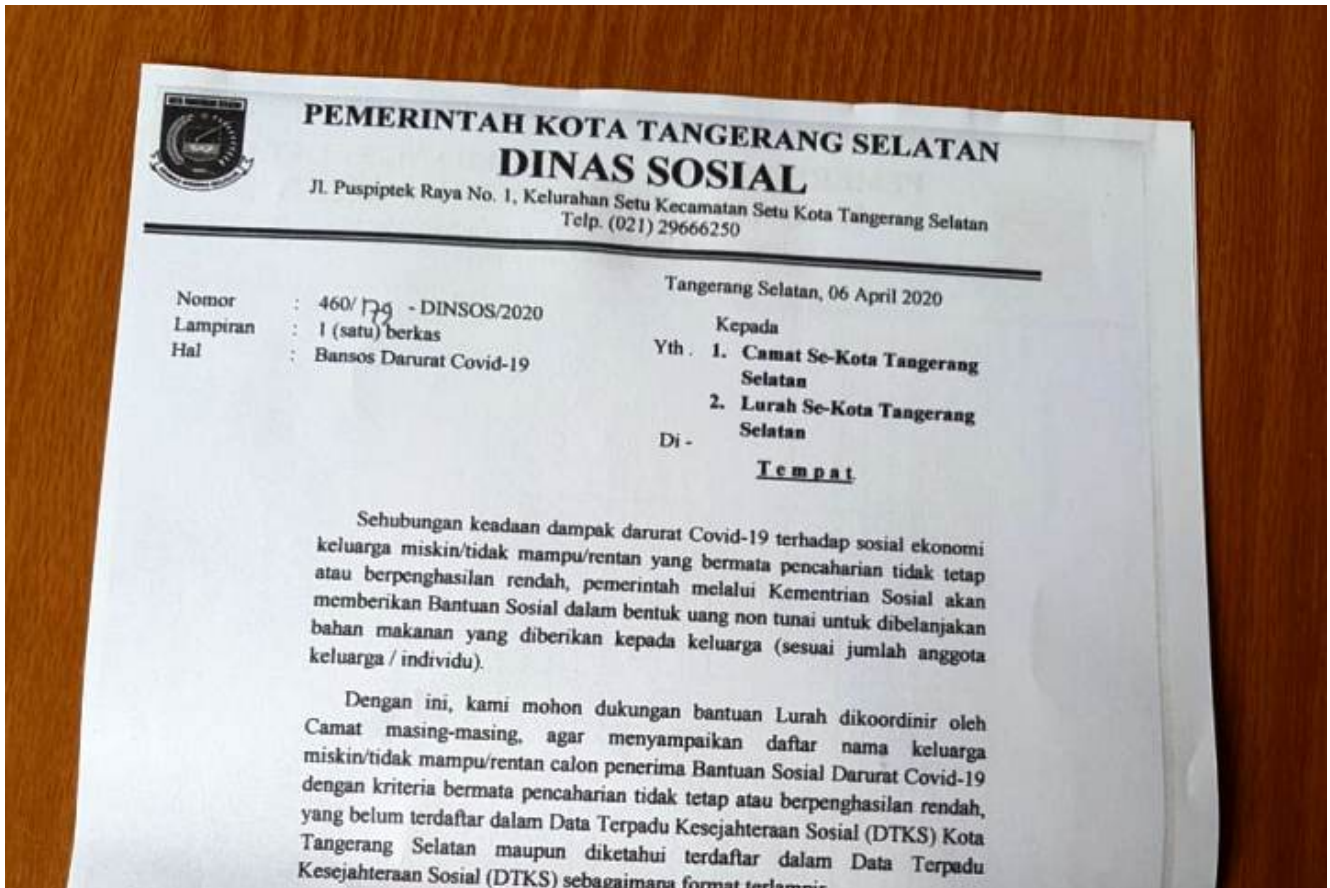 PEMERINTAH KOTA TANGERANG SELATAN
DINAS SOSIAL
Jl. Puspiptek Raya No. 1, Kelurahan Setu Kecamatan Setu Kota Tangerang Selatan
Telp. (021) 29666250
Tangerang Selatan, 06 April 2020
Nomor : 460/179 - DINSOS/2020
Lampiran : 1 (satu) berkas
Hal : Bansos Darurat Covid-19
Kepada
Yth . 1. Camat Se-Kota Tangerang
Selatan
2. Lurah Se-Kota Tangerang
Selatan
Di -
Tempat
Sehubungan keadaan dampak darurat Covid-19 terhadap sosial ekonomi
keluarga miskin/tidak mampu/rentan yang bermata pencaharian tidak tetap
atau berpenghasilan rendah, pemerintah melalui Kementrian Sosial akan
memberikan Bantuan Sosial dalam bentuk uang non tunai untuk dibelanjakan
bahan makanan yang diberikan kepada keluarga (sesuai jumlah anggota
keluarga / individu).
Dengan ini, kami mohon dukungan bantuan Lurah dikoordinir oleh
Camat masing-masing, agar menyampaikan daftar nama keluarga
miskin/tidak mampu/rentan calon penerima Bantuan Sosial Darurat Covid-19
dengan kriteria bermata pencaharian tidak tetap atau berpenghasilan rendah,
yang belum terdaftar dalam Data Terpadu Kesejahteraan Sosial (DTKS) Kota
Tangerang Selatan maupun diketahui terdaftar dalam Data Terpadu
Kesejahteraan Sosial (DTKS) sebagaimana format terlampir